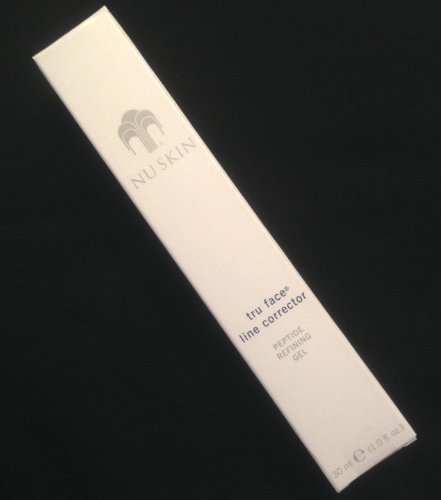 NU SKIN
tru face®
line corrector
PEPTIDE
REFINING
GEL
30 ml ℮ (1.0 fl. oz.)